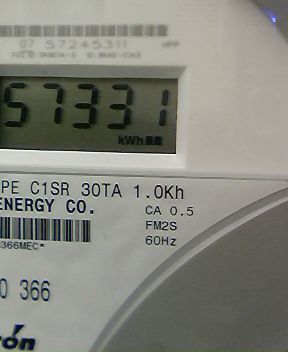 07 57245311
57331
kWh
PE C1SR 30TA 1.0Kh
ENERGY CO.
CA 0.5
FM2S
60Hz
366MEC*
0 366
ron